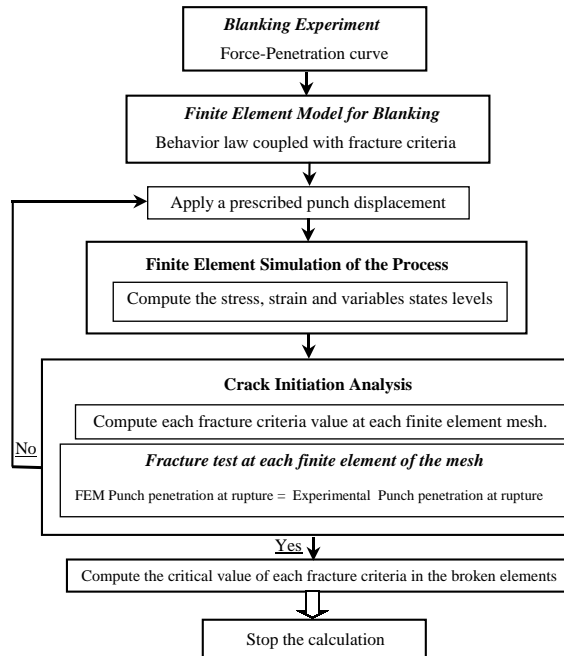 Blanking Experiment
Force-Penetration curve
Finite Element Model for Blanking
Behavior law coupled with fracture criteria
Apply a prescribed punch displacement
Finite Element Simulation of the Process
Compute the stress, strain and variables states levels
Crack Initiation Analysis
Compute each fracture criteria value at each finite element mesh.
No
Fracture test at each finite element of the mesh
FEM Punch penetration at rupture = Experimental Punch penetration at rupture
Yes
Compute the critical value of each fracture criteria in the broken elements
Stop the calculation